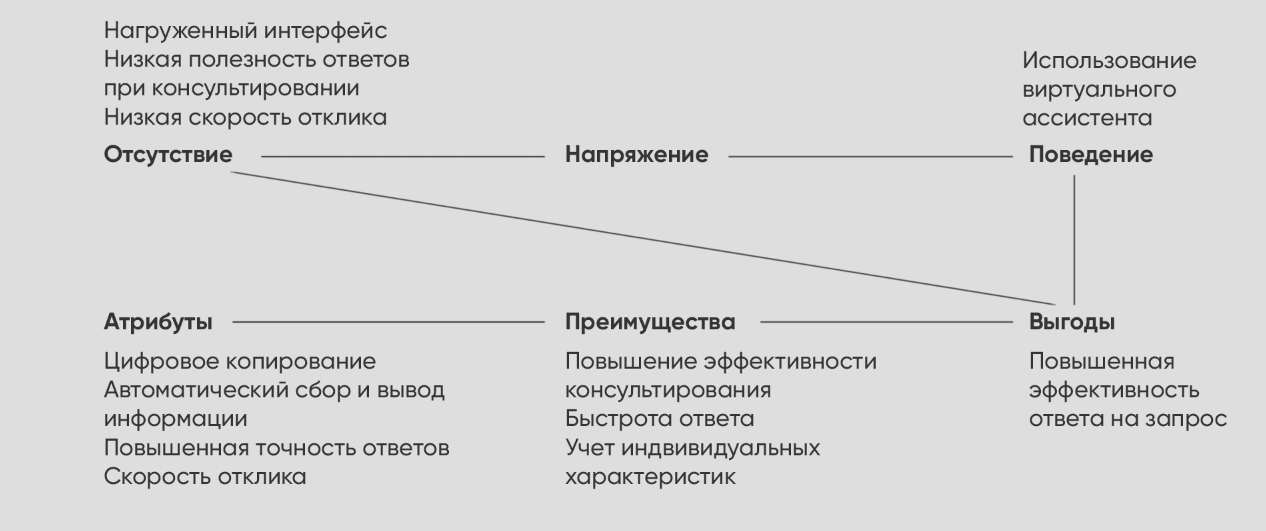 Нагруженный интерфейс
Низкая полезность ответов
при консультировании
Низкая скорость отклика
Использование
виртуального
ассистента
Отсутствие
Напряжение
Поведение
Атрибуты
Преимущества
Выгоды
Цифровое копирование
Автоматический сбор и вывод
информации
Повышенная точность ответов
Скорость отклика
Повышение эффективности
консультирования
Быстрота ответа
Учет индвивидуальных
характеристик
Повышенная
эффективность
ответа на запрос